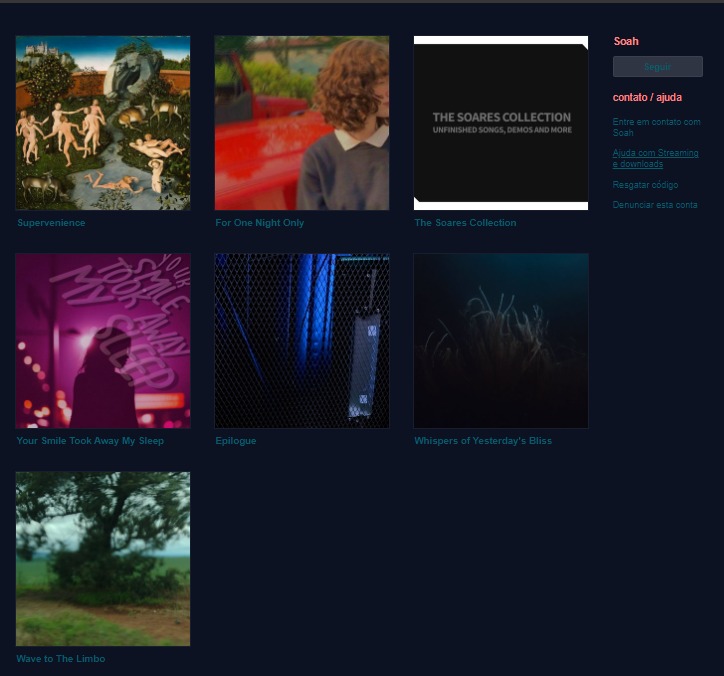 Soah
Seguir
contato / ajuda
Entre em contato com
Soah
Ajuda com Streaming
e downloads
Resgatar código
Denunciar esta conta
THE SOARES COLLECTION
UNFINISHED SONGS, DEMOS AND MORE
Supervenience
For One Night Only
The Soares Collection
YOUR
SMILE
TOOK AWAY
MY SLEEP
Your Smile Took Away My Sleep
Epilogue
Whispers of Yesterday's Bliss
Wave to The Limbo